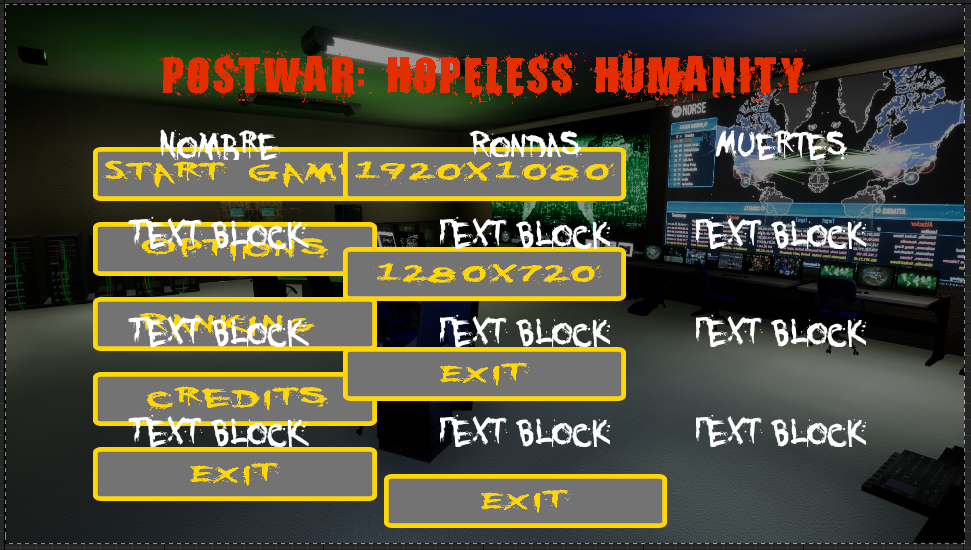 POSTWAR: HOPELESS HUMANITY
NOMBRE RONDAS MUERTES
START GAM 1920X1080
NORSE
TEXT BLOCK TEXT BLOCK TEXT BLOCK
OPTIONS
1280X720
RANKING
TEXT BLOCK TEXT BLOCK TEXT BLOCK
EXIT
CREDITS
TEXT BLOCK TEXT BLOCK TEXT BLOCK
EXIT
EXIT